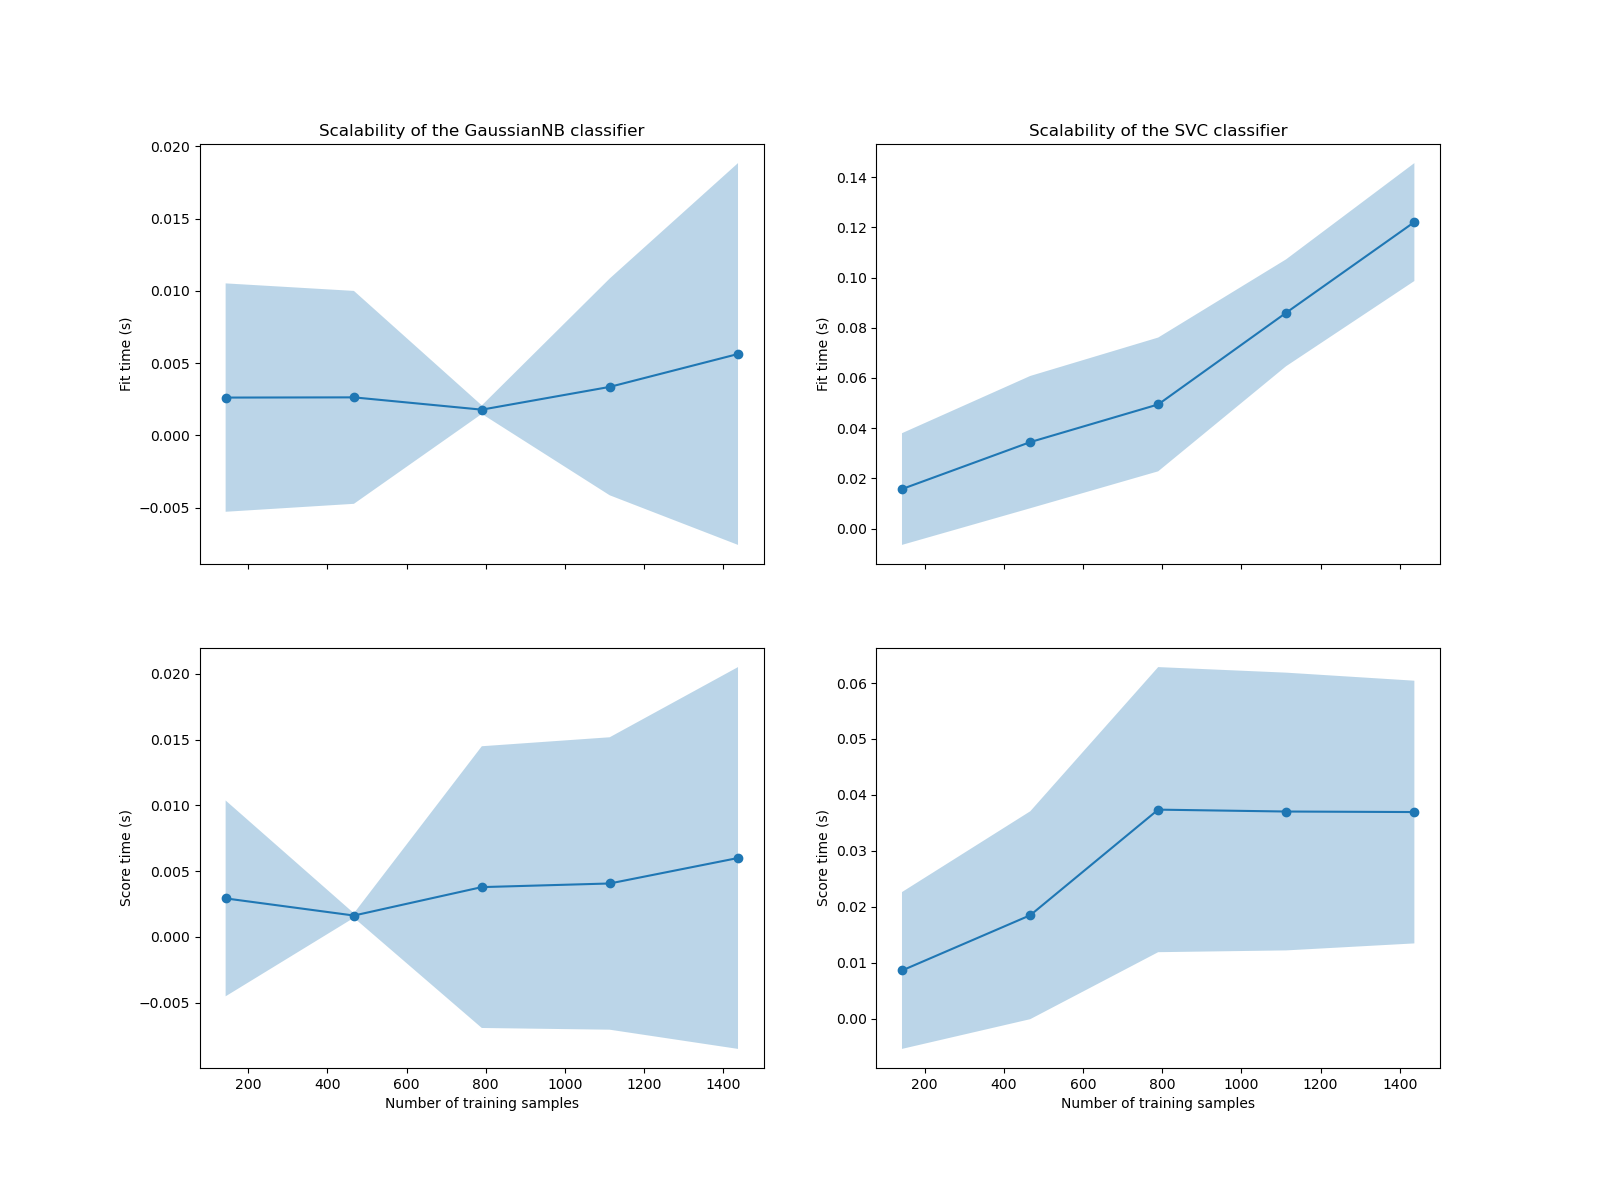 Scalability of the GaussianNB classifier
0.020
0.015
0.010
0.005
0.000
−0.005
Fit time (s)
Scalability of the SVC classifier
0.14
0.12
0.10
0.08
0.06
0.04
0.02
0.00
Fit time (s)
0.020
0.015
0.010
0.005
0.000
−0.005
Score time (s)
200 400 600 800 1000 1200 1400
Number of training samples
0.06
0.05
0.04
0.03
0.02
0.01
0.00
Score time (s)
200 400 600 800 1000 1200 1400
Number of training samples